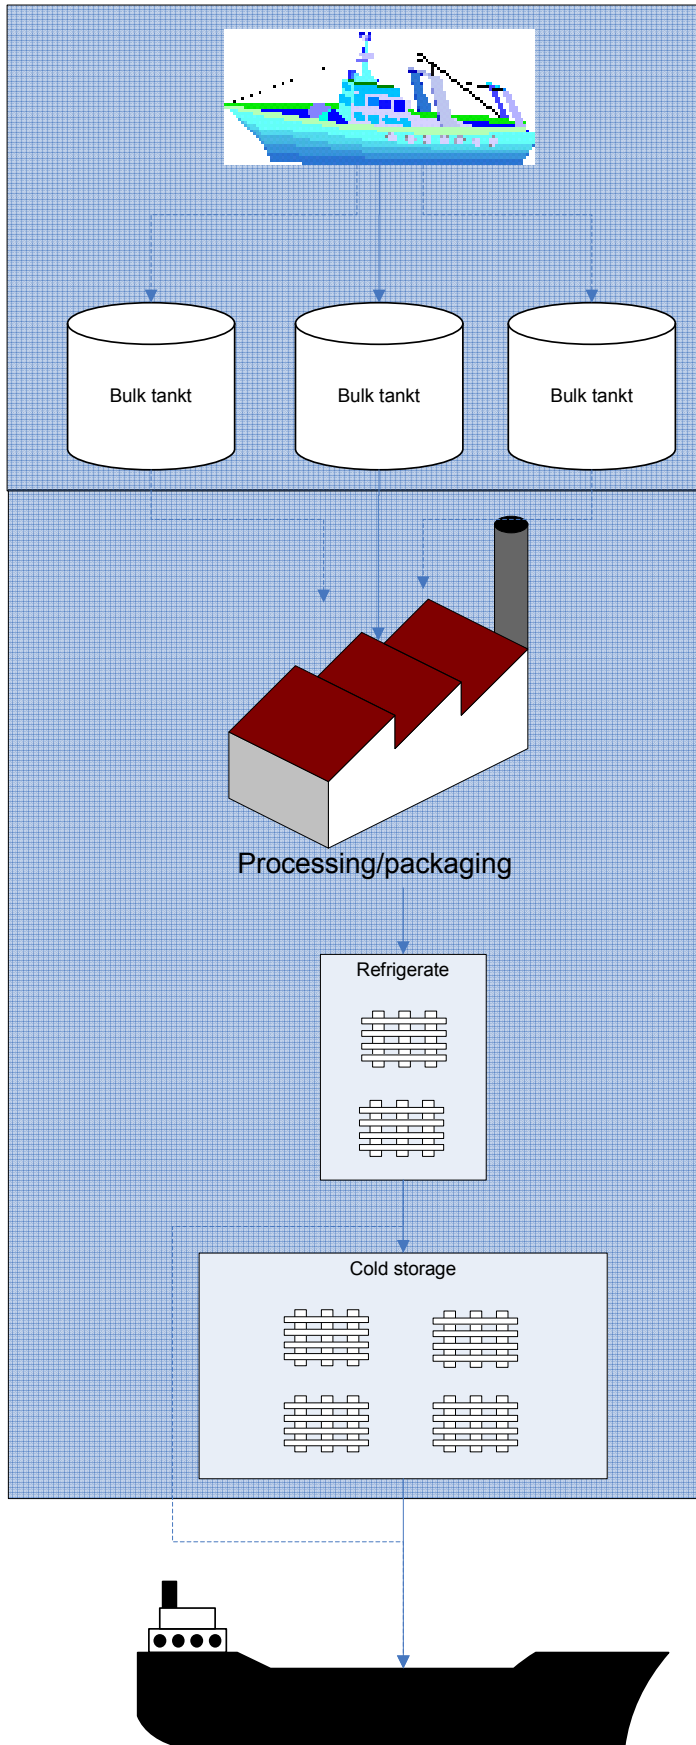 Bulk tankt
Bulk tankt
Bulk tankt
Processing/packaging
Refrigerate
Cold storage